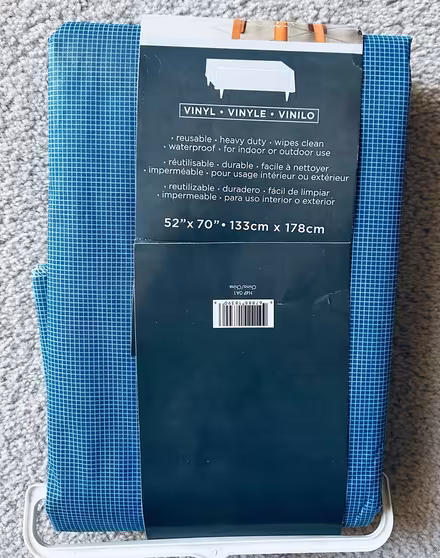 VINYL • VINYLE • VINILO
• reusable • heavy duty • wipes clean
• waterproof • for indoor or outdoor use
• réutilisable • durable • facile à nettoyer
• imperméable • pour usage intérieur ou extérieur
• reutilizable • duradero • fácil de limpiar
• impermeable • para uso interior o exterior
52"x 70" • 133cm x 178cm
China/Chine